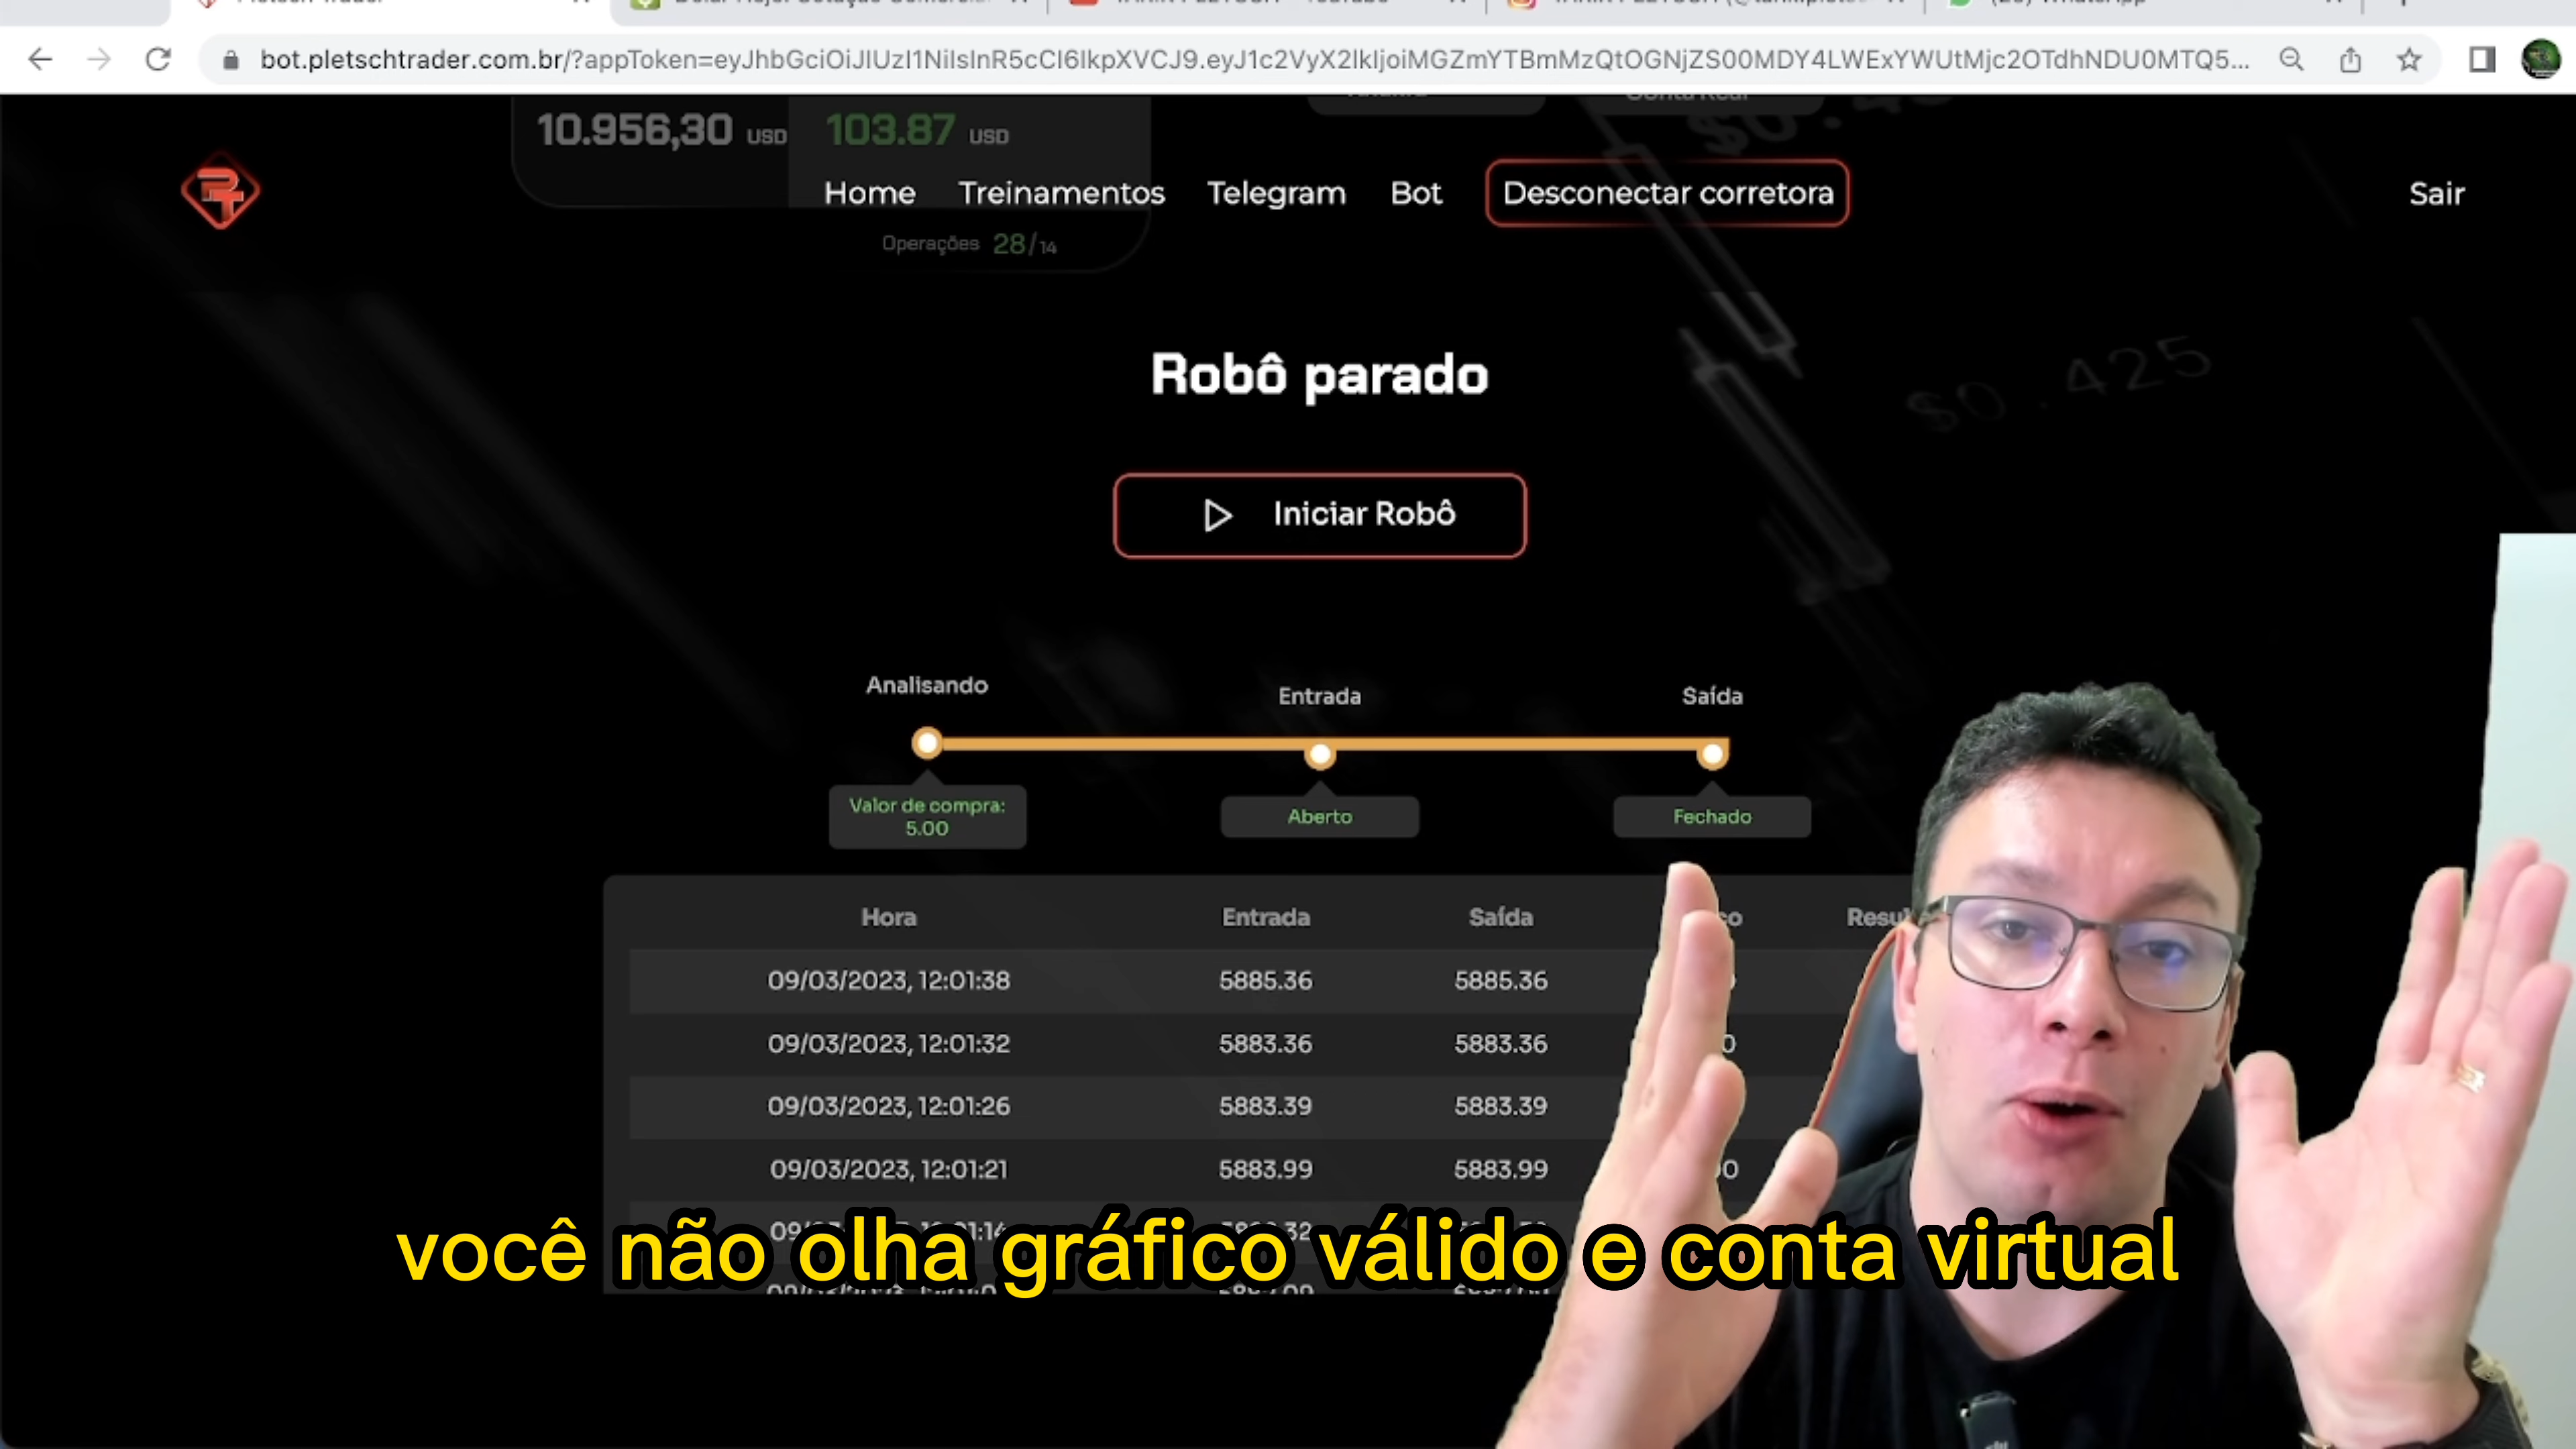 bot.pletschtrader.com.br/?appToken=eyJhbGciOiJIUzI1NiIsInR5cCI6IkpXVCJ9.eyJ1c2VyX2lkIjoiMGZmYTBmMzQtOGNjZS00MDY4LWExYWUtMjc2OTdhNDU0MTQ5...
10.956,30 USD 103.87 USD
Home Treinamentos Telegram Bot Desconectar corretora Sair
Operações 28/14
$0.425
Robô parado
Iniciar Robô
Analisando Entrada Saída
Valor de compra: 5.00 Aberto Fechado
Hora Entrada Saída
09/03/2023, 12:01:38 5885.36 5885.36
09/03/2023, 12:01:32 5883.36 5883.36
09/03/2023, 12:01:26 5883.39 5883.39
09/03/2023, 12:01:21 5883.99 5883.99
você não olha gráfico válido e conta virtual